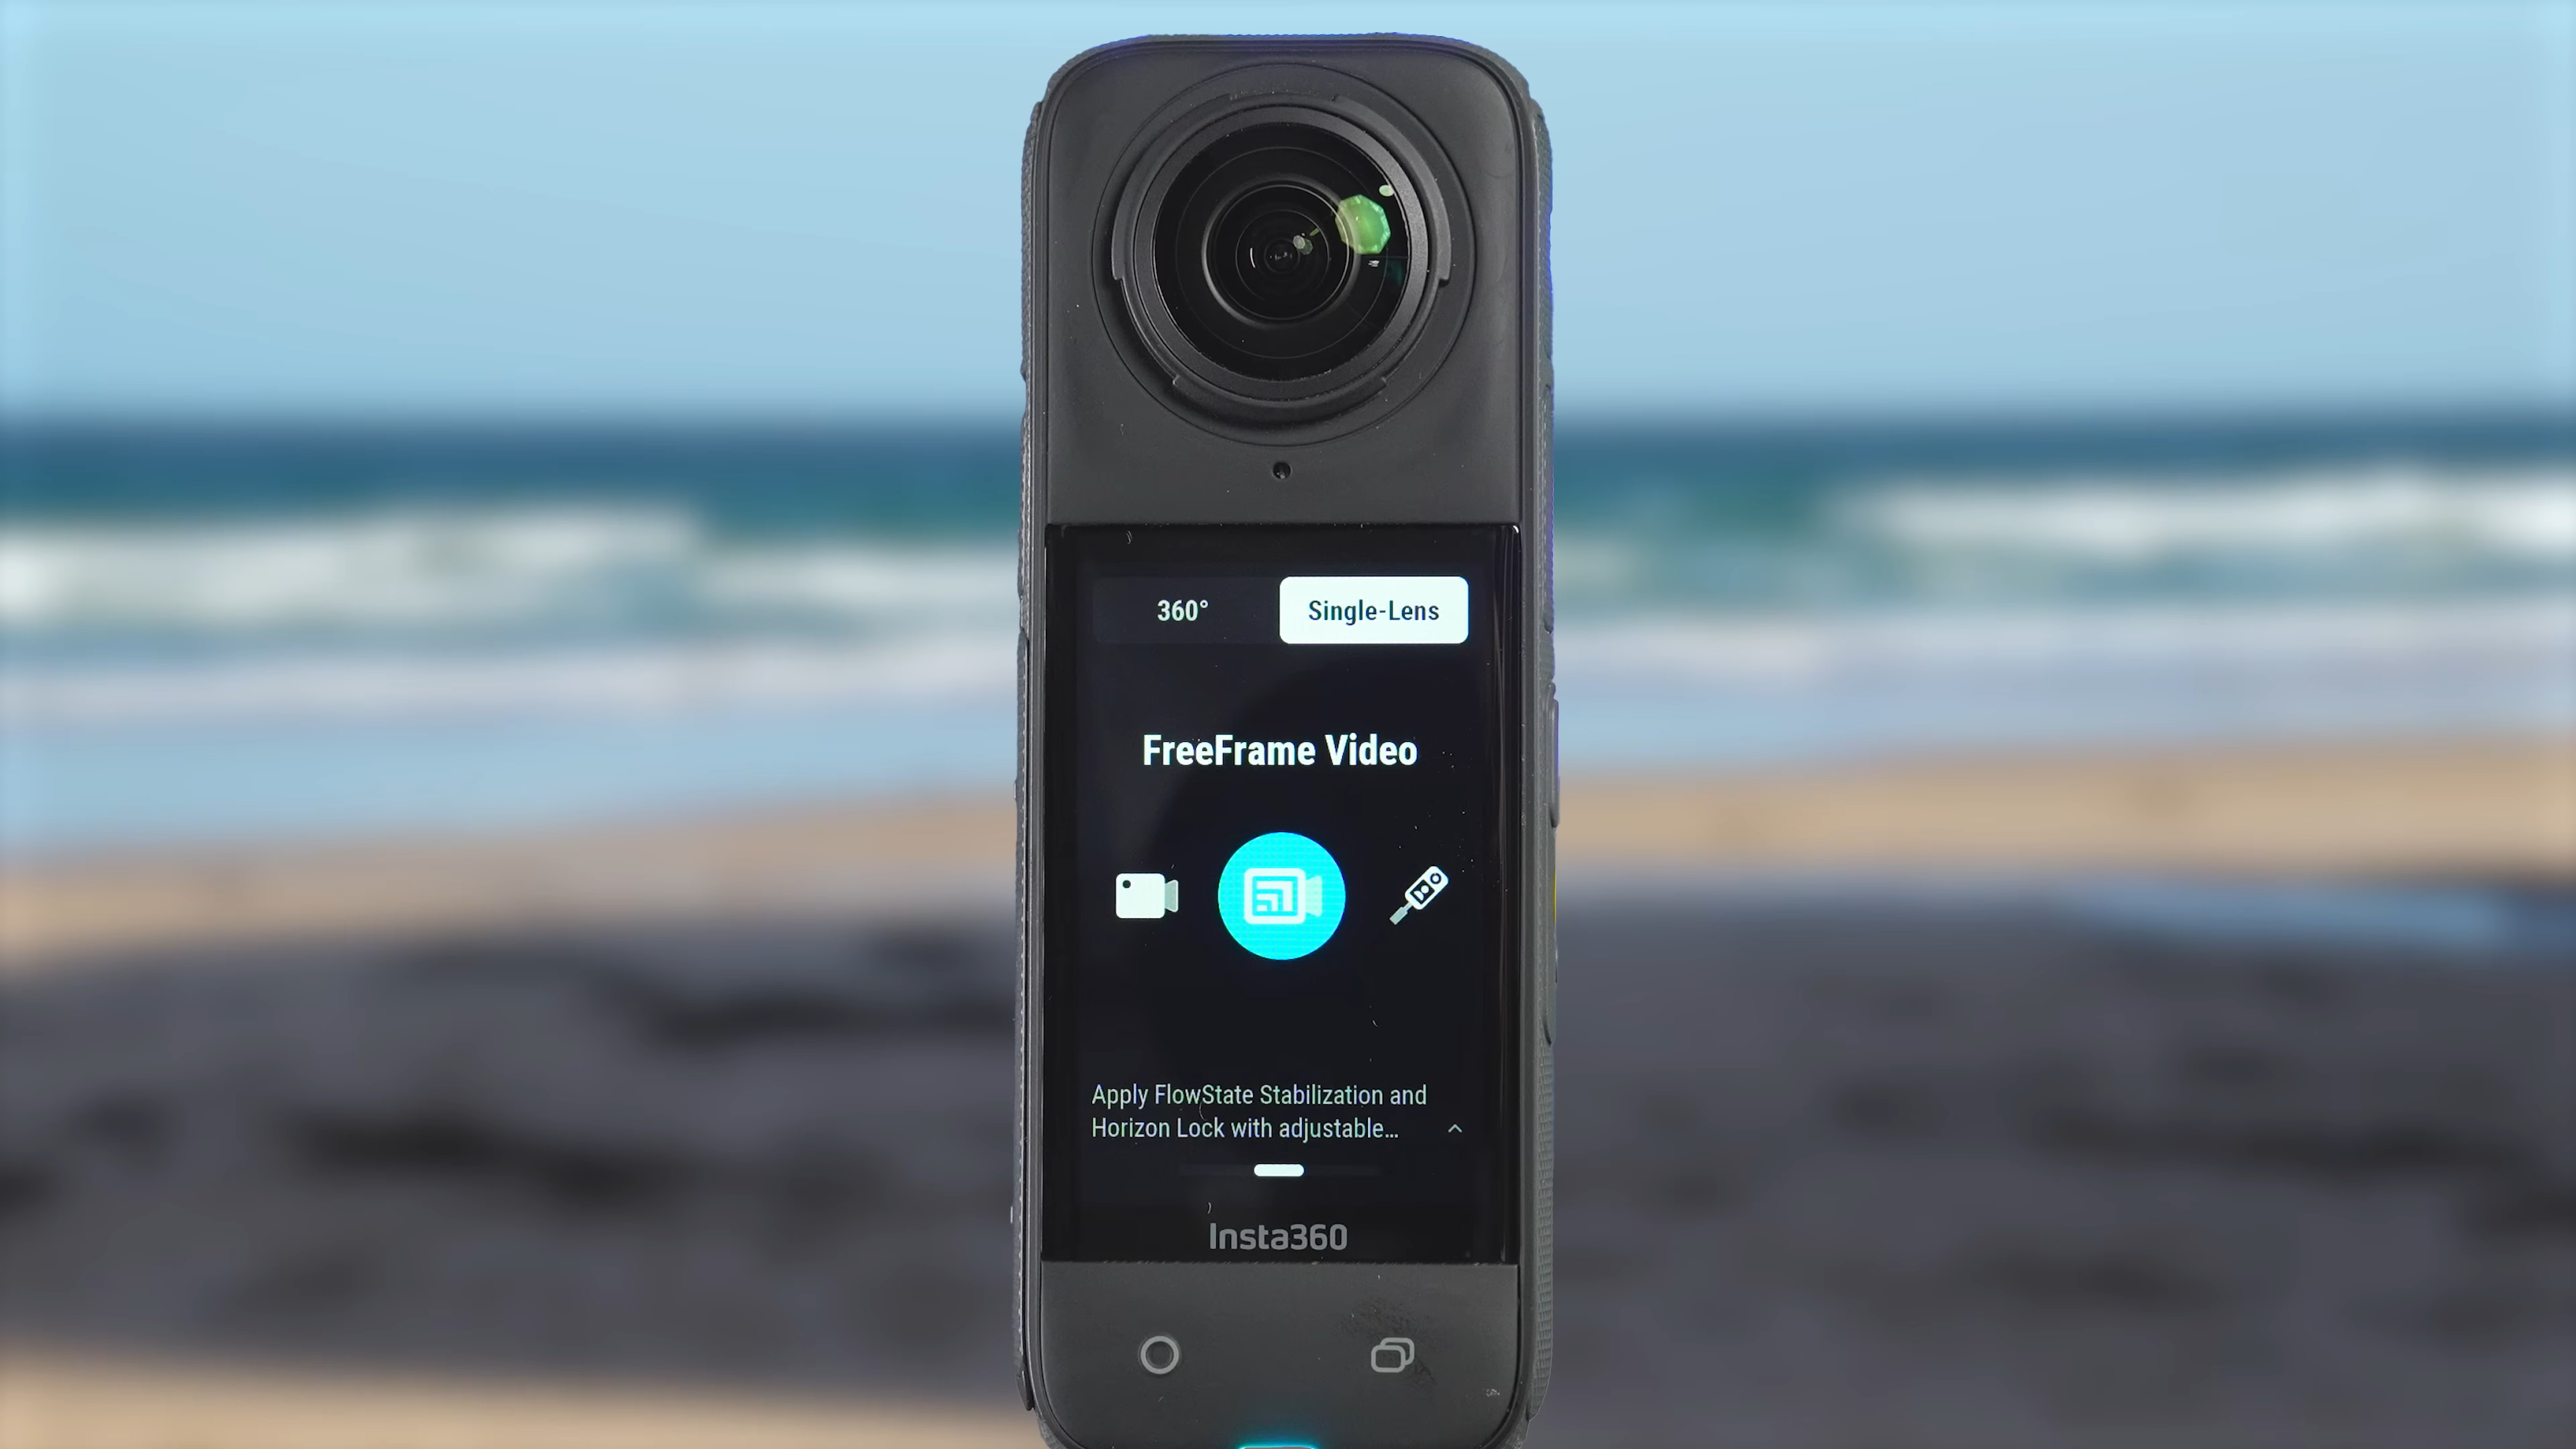 360°
Single-Lens
FreeFrame Video
Apply FlowState Stabilization and
Horizon Lock with adjustable...
Insta360